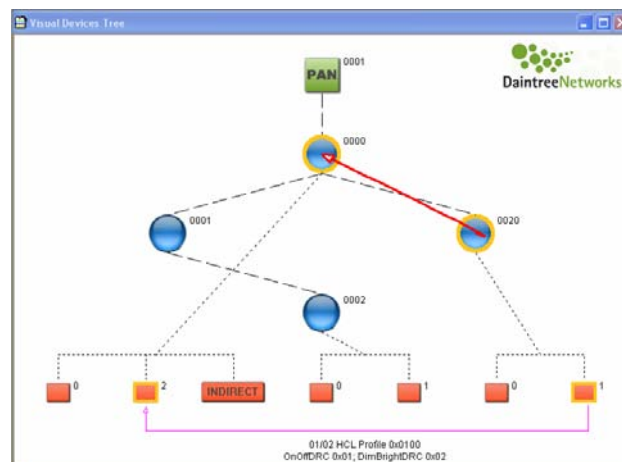 Visual Devices Tree
PAN
0001
DaintreeNetworks
0000
0001
0020
0002
0
2
INDIRECT
0
1
0
1
01/02 HCL Profile 0x0100
OnOffDRC 0x01; DimBrightDRC 0x02